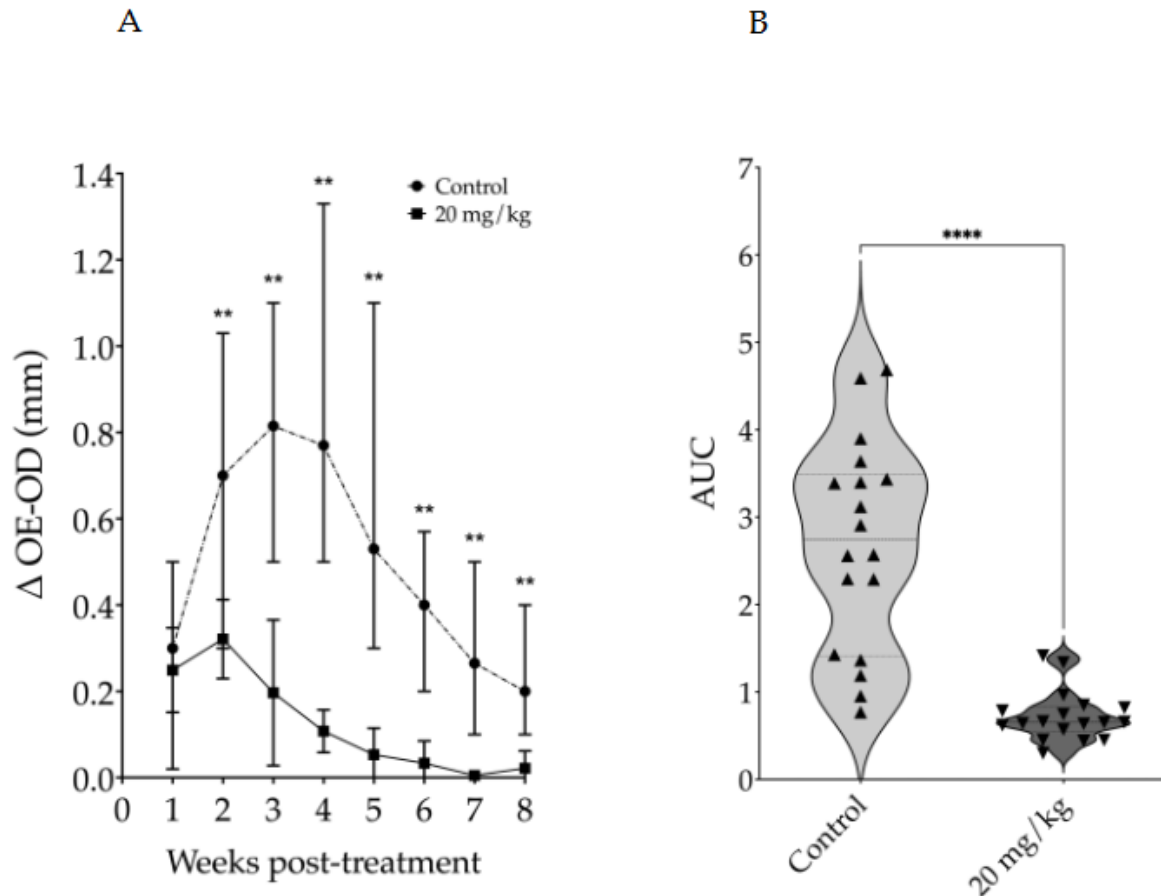 A
B
1.4
1.2
1.0
0.8
0.6
0.4
0.2
0.0
Δ OE-OD (mm)
**
**
**
**
**
**
**
Control
20 mg/kg
0 1 2 3 4 5 6 7 8
Weeks post-treatment
7
6
5
4
3
2
1
0
AUC
****
Control
20 mg/kg